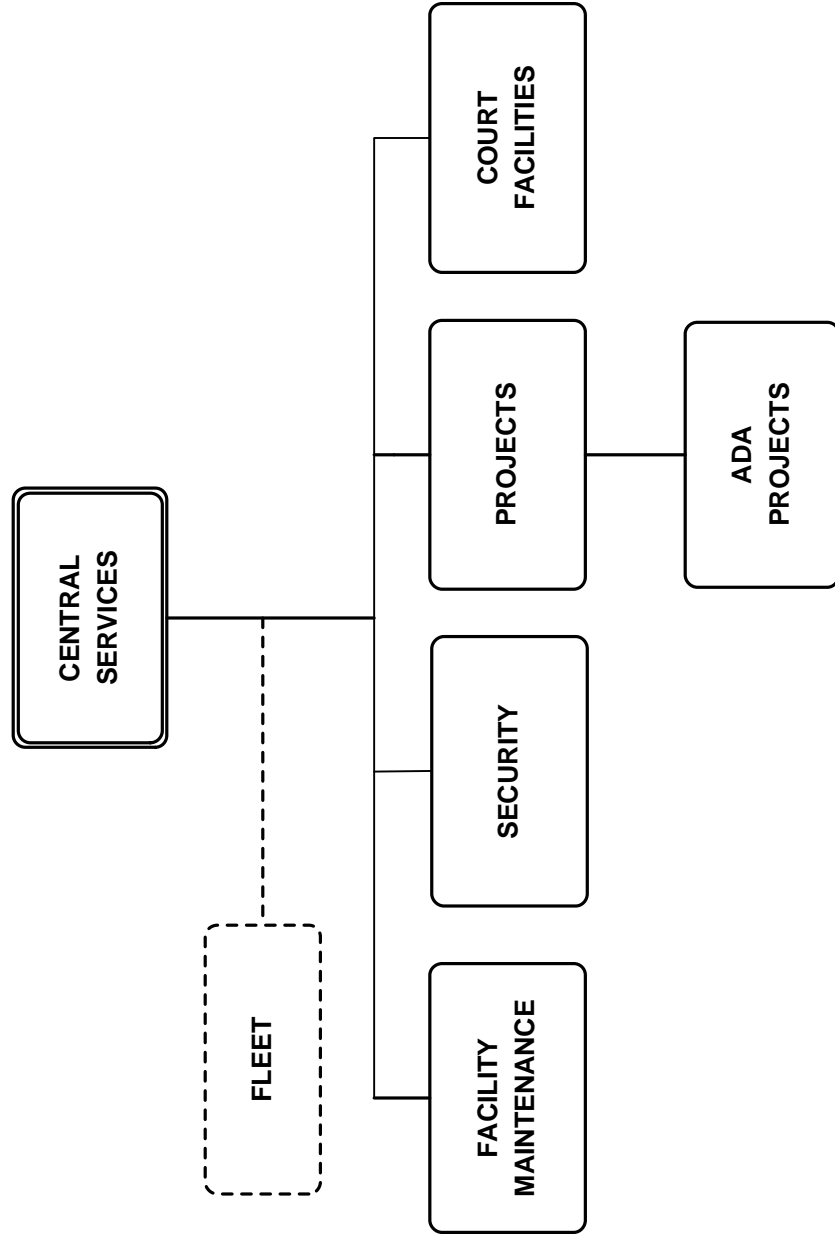 CENTRAL
SERVICES
FLEET
FACILITY
MAINTENANCE
SECURITY
PROJECTS
COURT
FACILITIES
ADA
PROJECTS